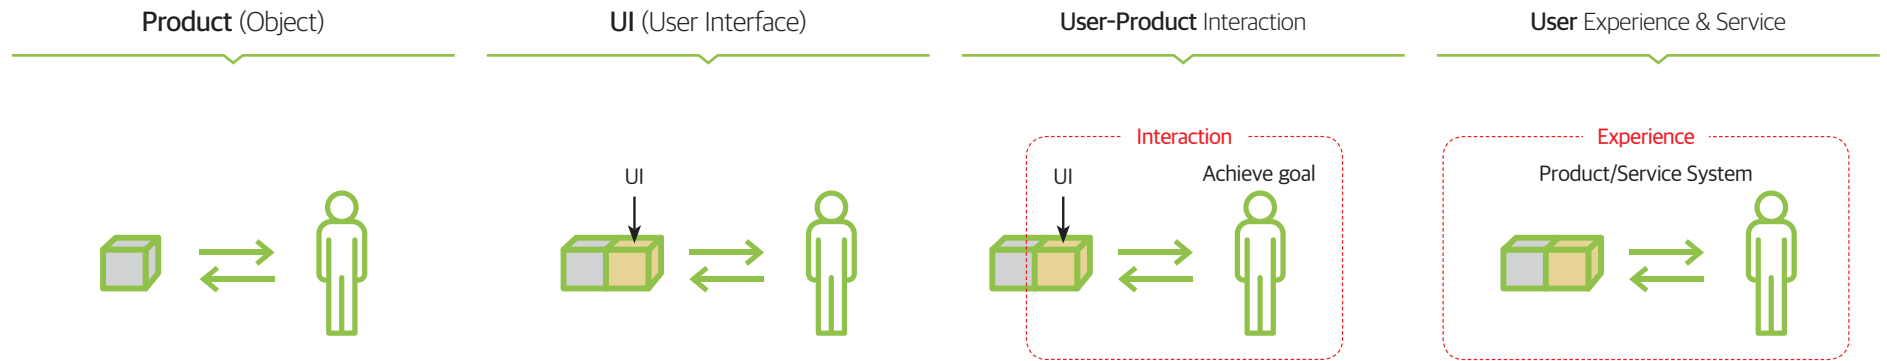 Product (Object)
UI (User Interface)
User-Product Interaction
User Experience & Service
UI
Interaction
UI
Achieve goal
Experience
Product/Service System